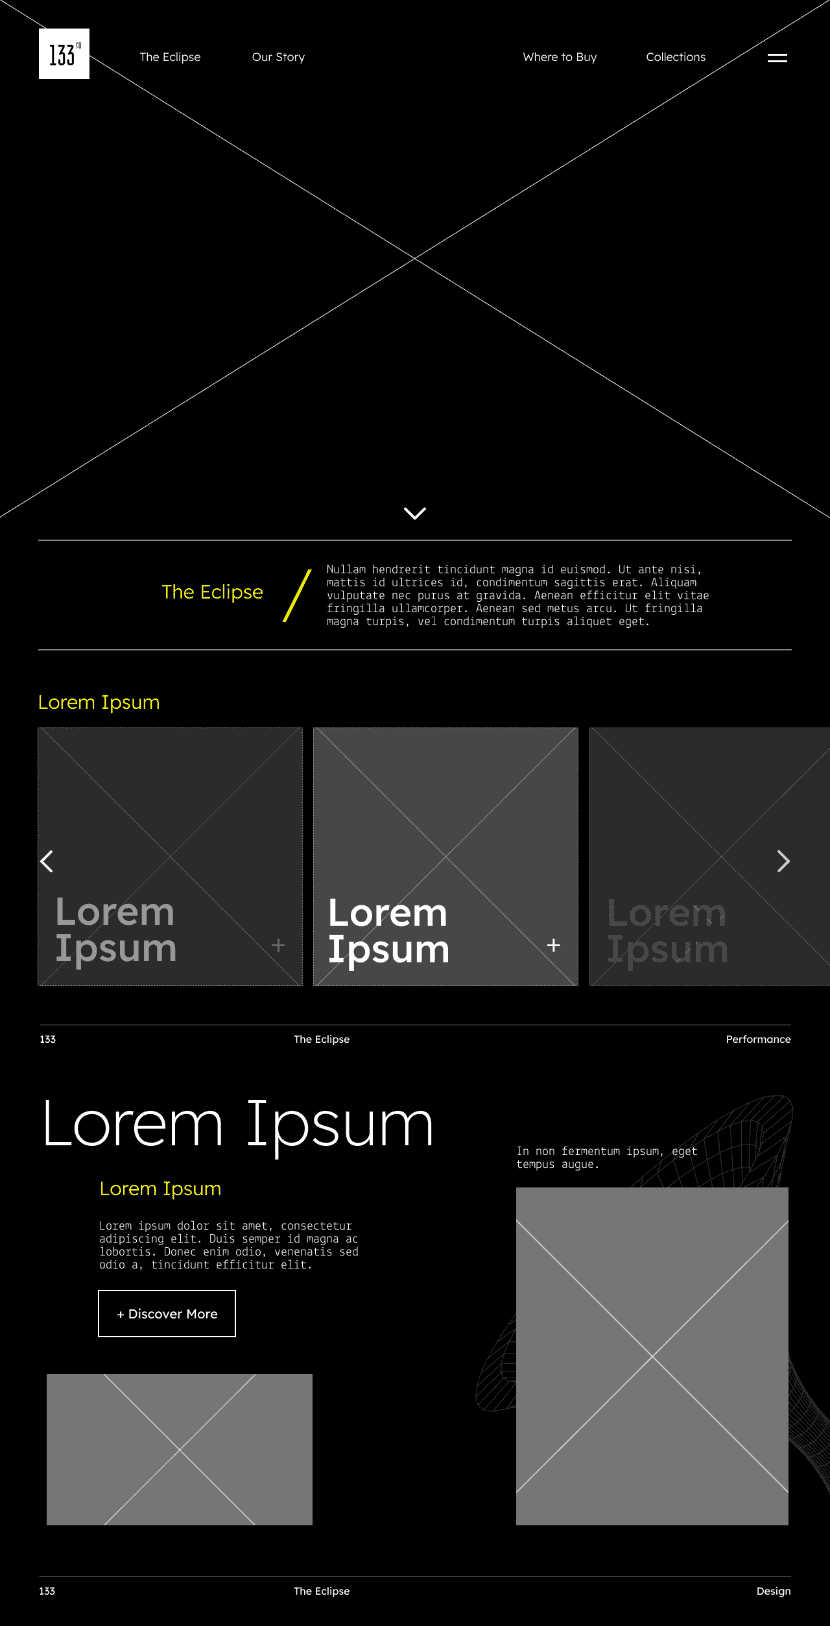 133
The Eclipse
Our Story
Where to Buy
Collections
The Eclipse
Nullam hendrerit tincidunt magna id euismod. Ut ante nisi,
mattis id ultrices id, condimentum sagittis erat. Aliquam
vulputate nec purus at gravida. Aenean efficitur elit vitae
fringilla ullamcorper. Aenean sed metus arcu. Ut fringilla
magna turpis, vel condimentum turpis aliquet eget.
Lorem Ipsum
Lorem
Ipsum
+
Lorem
Ipsum
+
Lorem
Ipsum
133
The Eclipse
Performance
Lorem Ipsum
In non fermentum ipsum, eget
tempus augue.
Lorem Ipsum
Lorem ipsum dolor sit amet, consectetur
adipiscing elit. Duis semper id magna ac
lobortis. Donec enim odio, venenatis sed
odio a, tincidunt efficitur elit.
+ Discover More
133
The Eclipse
Design